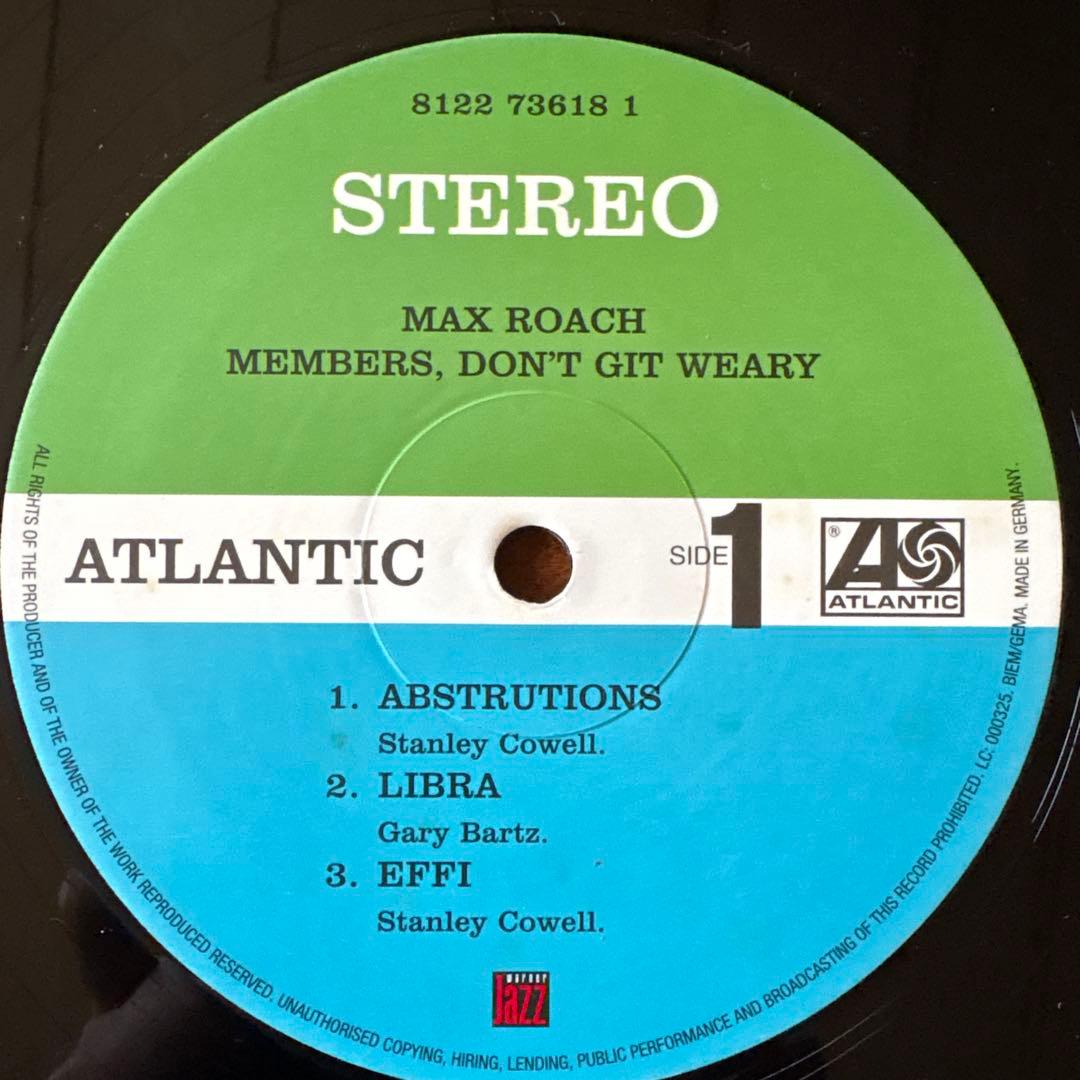 8122 73618 1
STEREO
MAX ROACH
MEMBERS, DON'T GIT WEARY
ATLANTIC
SIDE 1
®
A
ATLANTIC
1. ABSTRUTIONS
Stanley Cowell.
2. LIBRA
Gary Bartz.
3. EFFI
Stanley Cowell.
warner
Jazz
ALL RIGHTS OF THE PRODUCER AND OF THE OWNER OF THE WORK REPRODUCED RESERVED. UNAUTHORISED COPYING, HIRING, LENDING, PUBLIC PERFORMANCE AND BROADCASTING OF THIS RECORD PROHIBITED. LC: 000325. BIEM/GEMA. MADE IN GERMANY.